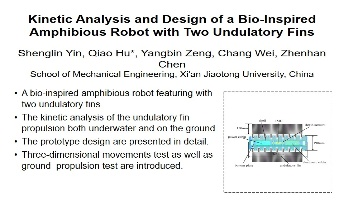 Kinetic Analysis and Design of a Bio-Inspired
Amphibious Robot with Two Undulatory Fins
Shenglin Yin, Qiao Hu*, Yangbin Zeng, Chang Wei, Zhenhan
Chen
School of Mechanical Engineering, Xi'an Jiaotong University, China
• A bio-inspired amphibious robot featuring with
two undulatory fins
• The kinetic analysis of the undulatory fin
propulsion both underwater and on the ground
• The prototype design are presented in detail.
• Three-dimensional movements test as well as
ground propulsion test are introduced.